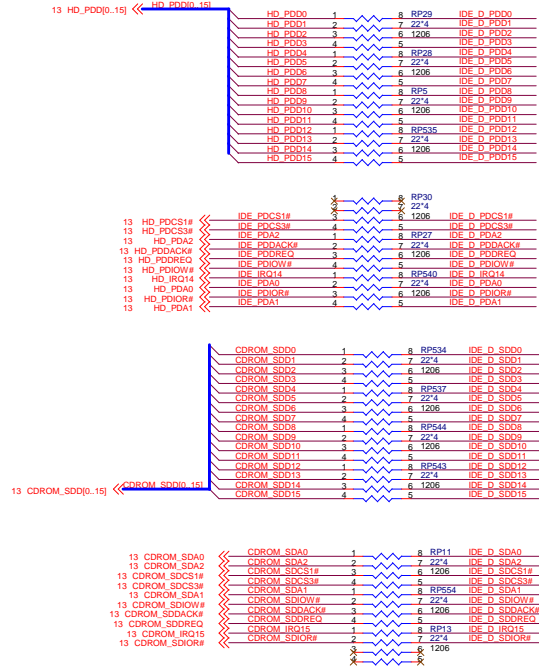 13 HD_PDD[0..15] HD_PDD[0..15]
HD_PDD0 1 8 RP29 IDE_D_PDD0
HD_PDD1 2 7 22*4 IDE_D_PDD1
HD_PDD2 3 6 1206 IDE_D_PDD2
HD_PDD3 4 5 IDE_D_PDD3
HD_PDD4 1 8 RP28 IDE_D_PDD4
HD_PDD5 2 7 22*4 IDE_D_PDD5
HD_PDD6 3 6 1206 IDE_D_PDD6
HD_PDD7 4 5 IDE_D_PDD7
HD_PDD8 1 8 RP5 IDE_D_PDD8
HD_PDD9 2 7 22*4 IDE_D_PDD9
HD_PDD10 3 6 1206 IDE_D_PDD10
HD_PDD11 4 5 IDE_D_PDD11
HD_PDD12 1 8 RP535 IDE_D_PDD12
HD_PDD13 2 7 22*4 IDE_D_PDD13
HD_PDD14 3 6 1206 IDE_D_PDD14
HD_PDD15 4 5 IDE_D_PDD15
1 8 RP30
2 7 22*4
13 HD_PDCS1# IDE_PDCS1# 3 6 1206 IDE_D_PDCS1#
13 HD_PDCS3# IDE_PDCS3# 4 5 IDE_D_PDCS3#
13 HD_PDA2 IDE_PDA2 1 8 RP27 IDE_D_PDA2
13 HD_PDDACK# IDE_PDDACK# 2 7 22*4 IDE_D_PDDACK#
13 HD_PDDREQ IDE_PDDREQ 3 6 1206 IDE_D_PDDREQ
13 HD_PDIOW# IDE_PDIOW# 4 5 IDE_D_PDIOW#
13 HD_IRQ14 IDE_IRQ14 1 8 RP540 IDE_D_IRQ14
13 HD_PDA0 IDE_PDA0 2 7 22*4 IDE_D_PDA0
13 HD_PDIOR# IDE_PDIOR# 3 6 1206 IDE_D_PDIOR#
13 HD_PDA1 IDE_PDA1 4 5 IDE_D_PDA1
CDROM_SDD0 1 8 RP534 IDE_D_SDD0
CDROM_SDD1 2 7 22*4 IDE_D_SDD1
CDROM_SDD2 3 6 1206 IDE_D_SDD2
CDROM_SDD3 4 5 IDE_D_SDD3
CDROM_SDD4 1 8 RP537 IDE_D_SDD4
CDROM_SDD5 2 7 22*4 IDE_D_SDD5
CDROM_SDD6 3 6 1206 IDE_D_SDD6
CDROM_SDD7 4 5 IDE_D_SDD7
CDROM_SDD8 1 8 RP544 IDE_D_SDD8
CDROM_SDD9 2 7 22*4 IDE_D_SDD9
CDROM_SDD10 3 6 1206 IDE_D_SDD10
CDROM_SDD11 4 5 IDE_D_SDD11
CDROM_SDD12 1 8 RP543 IDE_D_SDD12
CDROM_SDD13 2 7 22*4 IDE_D_SDD13
CDROM_SDD14 3 6 1206 IDE_D_SDD14
13 CDROM_SDD[0..15] CDROM_SDD[0..15] CDROM_SDD15 4 5 IDE_D_SDD15
13 CDROM_SDA0 CDROM_SDA0 1 8 RP11 IDE_D_SDA0
13 CDROM_SDA2 CDROM_SDA2 2 7 22*4 IDE_D_SDA2
13 CDROM_SDCS1# CDROM_SDCS1# 3 6 1206 IDE_D_SDCS1#
13 CDROM_SDCS3# CDROM_SDCS3# 4 5 IDE_D_SDCS3#
13 CDROM_SDA1 CDROM_SDA1 1 8 RP554 IDE_D_SDA1
13 CDROM_SDIOW# CDROM_SDIOW# 2 7 22*4 IDE_D_SDIOW#
13 CDROM_SDDACK# CDROM_SDDACK# 3 6 1206 IDE_D_SDDACK#
13 CDROM_SDDREQ CDROM_SDDREQ 4 5 IDE_D_SDDREQ
13 CDROM_IRQ15 CDROM_IRQ15 1 8 RP13 IDE_D_IRQ15
13 CDROM_SDIOR# CDROM_SDIOR# 2 7 22*4 IDE_D_SDIOR#
3 6 1206
4 5